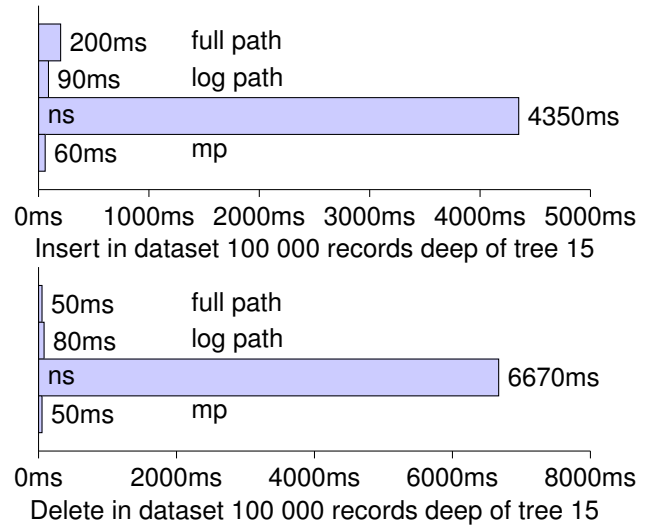 200ms full path
90ms log path
ns 4350ms
60ms mp
0ms 1000ms 2000ms 3000ms 4000ms 5000ms
Insert in dataset 100 000 records deep of tree 15
50ms full path
80ms log path
ns 6670ms
50ms mp
0ms 2000ms 4000ms 6000ms 8000ms
Delete in dataset 100 000 records deep of tree 15